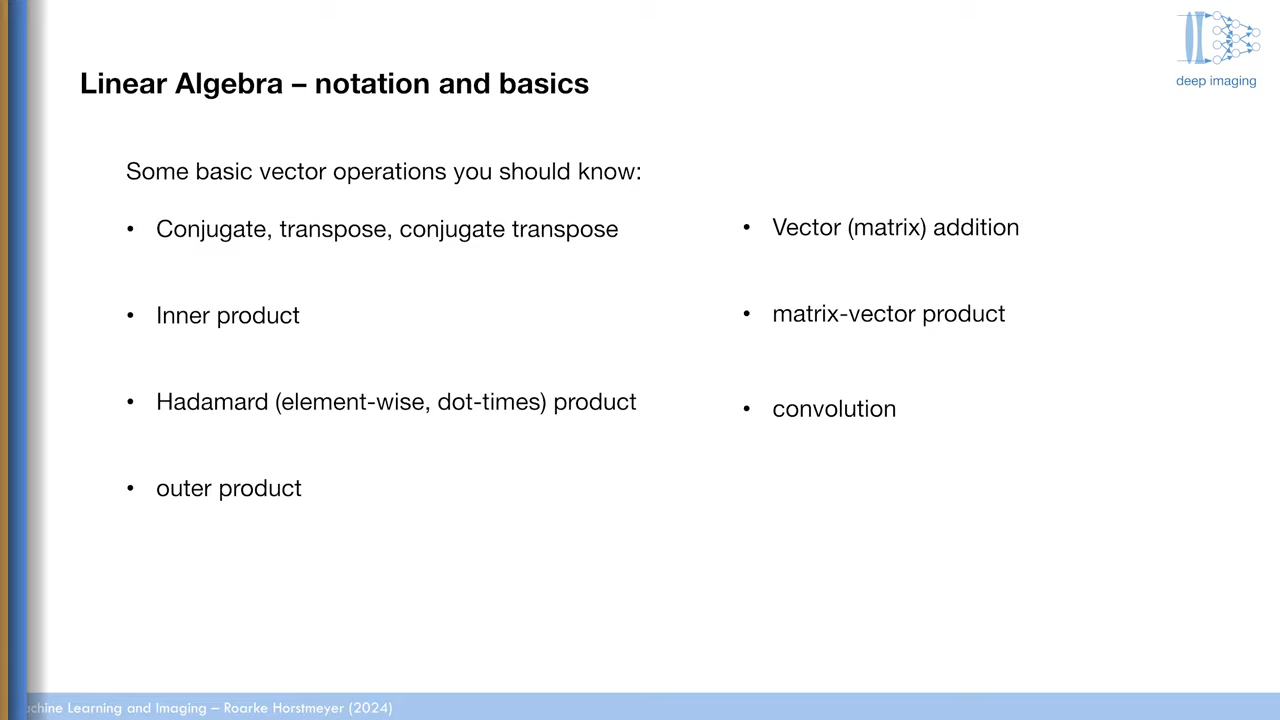 deep imaging
Linear Algebra – notation and basics
Some basic vector operations you should know:
• Conjugate, transpose, conjugate transpose
• Inner product
• Hadamard (element-wise, dot-times) product
• outer product
• Vector (matrix) addition
• matrix-vector product
• convolution
Learning and Imaging – Roarke Horstmeyer (2024)